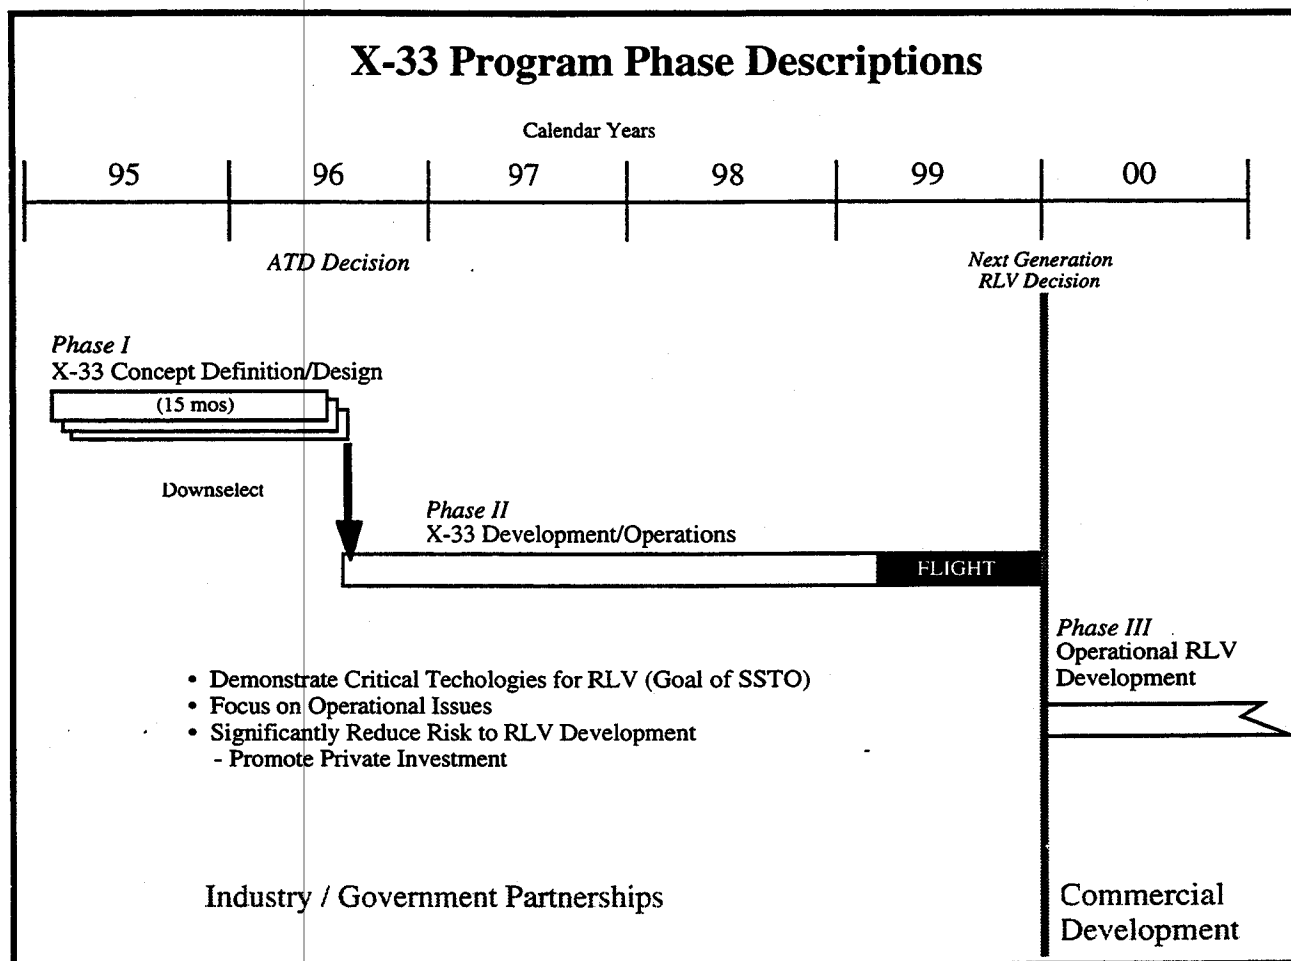 X-33 Program Phase Descriptions
Calendar Years
95 96 97 98 99 00
ATD Decision
Next Generation
RLV Decision
Phase I
X-33 Concept Definition/Design
(15 mos)
Downselect
Phase II
X-33 Development/Operations
FLIGHT
Phase III
Operational RLV
Development
• Demonstrate Critical Techologies for RLV (Goal of SSTO)
• Focus on Operational Issues
• Significantly Reduce Risk to RLV Development
- Promote Private Investment
Industry / Government Partnerships
Commercial
Development